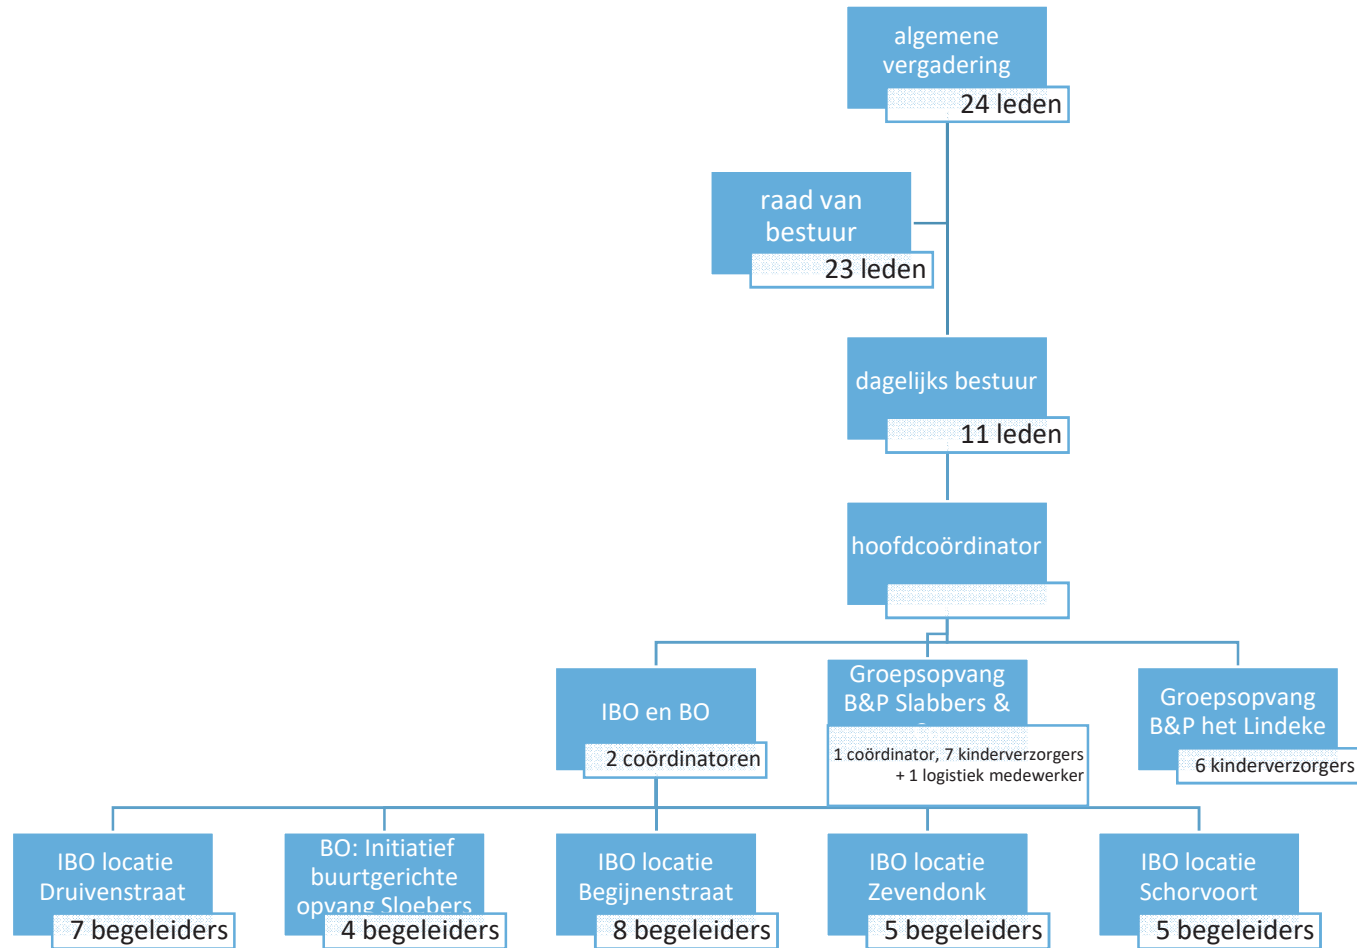 algemene
vergadering
24 leden
raad van
bestuur
23 leden
dagelijks bestuur
11 leden
hoofdcoördinator
IBO en BO
2 coördinatoren
Groepsopvang
B&P Slabbers &
1 coördinator, 7 kinderverzorgers
+ 1 logistiek medewerker
Groepsopvang
B&P het Lindeke
6 kinderverzorgers
IBO locatie
Druivenstraat
7 begeleiders
BO: Initiatief
buurtgerichte
opvang Sloebers
4 begeleiders
IBO locatie
Begijnenstraat
8 begeleiders
IBO locatie
Zevendonk
5 begeleiders
IBO locatie
Schorvoort
5 begeleiders